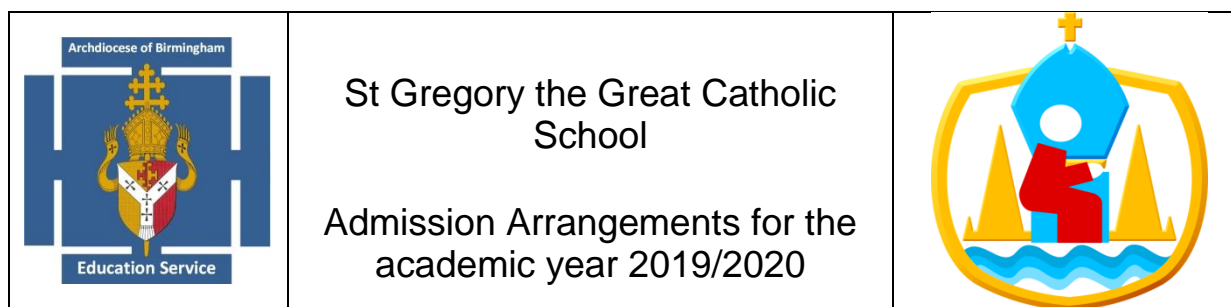 Archdiocese of Birmingham
Education Service
St Gregory the Great Catholic
School
Admission Arrangements for the
academic year 2019/2020